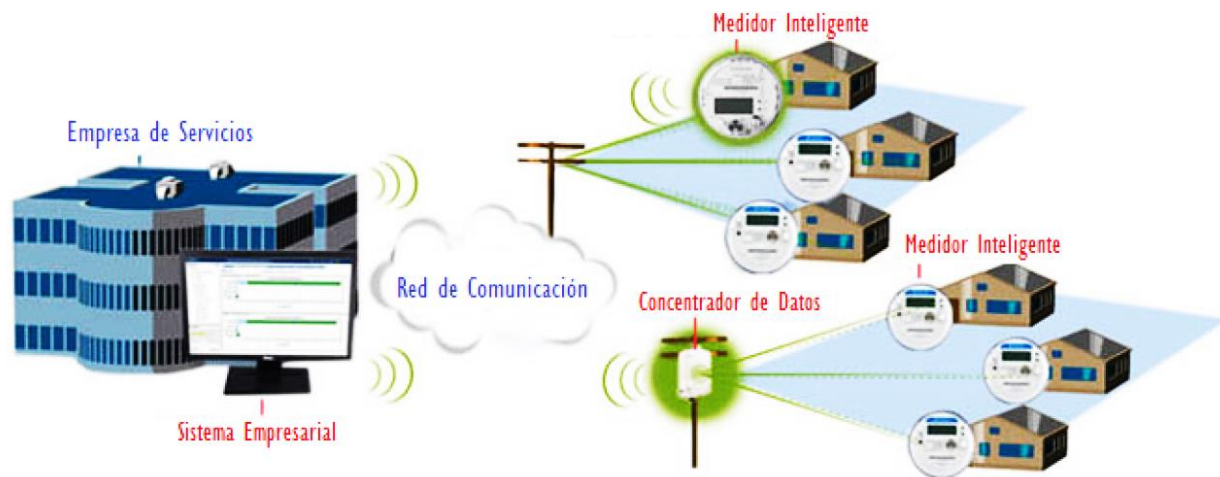 Medidor Inteligente
Empresa de Servicios
Medidor Inteligente
Red de Comunicación
Concentrador de Datos
Sistema Empresarial